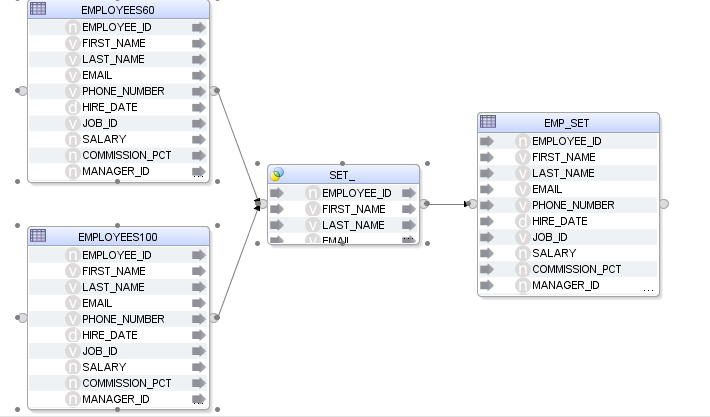 EMPLOYEES60
n EMPLOYEE_ID
v FIRST_NAME
v LAST_NAME
v EMAIL
v PHONE_NUMBER
d HIRE_DATE
v JOB_ID
n SALARY
n COMMISSION_PCT
n MANAGER_ID
...
EMPLOYEES100
n EMPLOYEE_ID
v FIRST_NAME
v LAST_NAME
v EMAIL
v PHONE_NUMBER
d HIRE_DATE
v JOB_ID
n SALARY
n COMMISSION_PCT
n MANAGER_ID
...
SET_
n EMPLOYEE_ID
v FIRST_NAME
v LAST_NAME
EMAIL
...
EMP_SET
n EMPLOYEE_ID
v FIRST_NAME
v LAST_NAME
v EMAIL
v PHONE_NUMBER
d HIRE_DATE
v JOB_ID
n SALARY
n COMMISSION_PCT
n MANAGER_ID
...